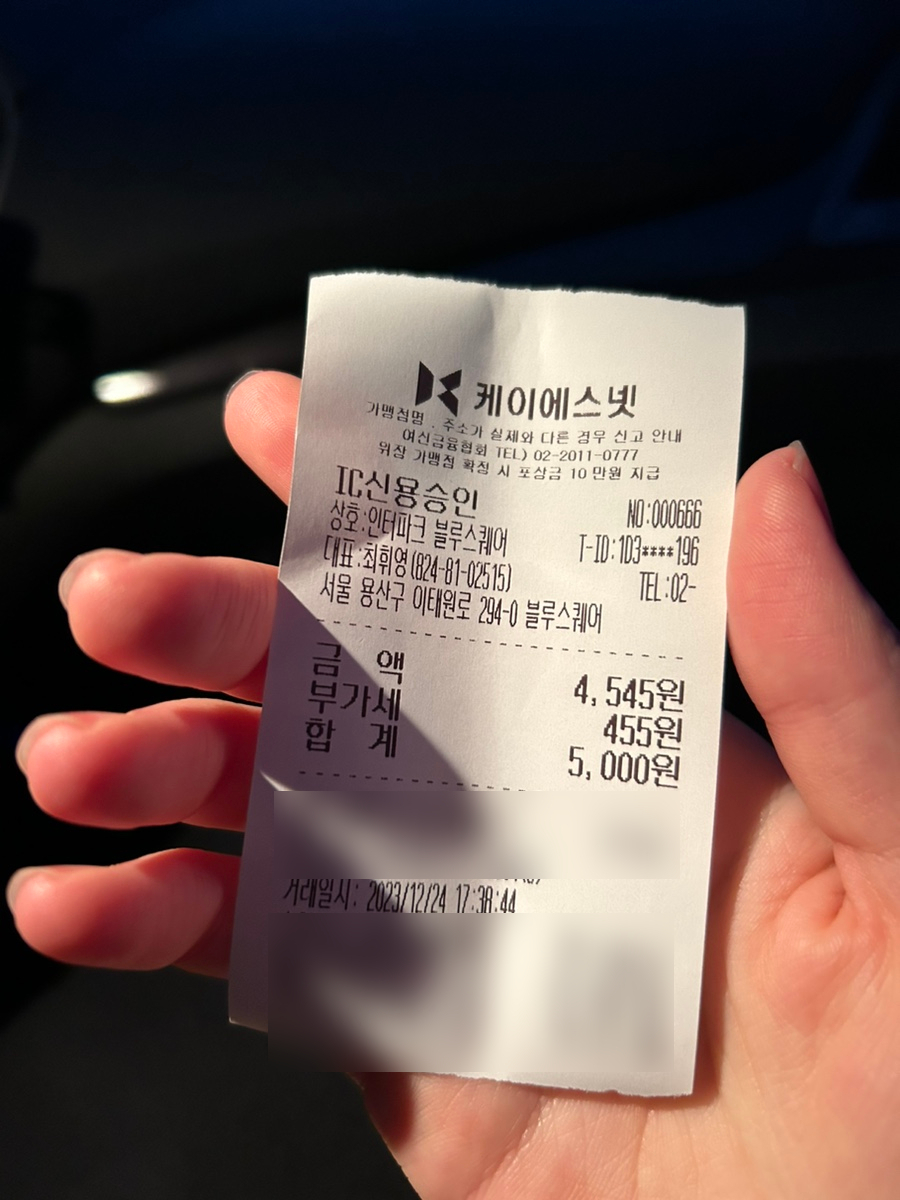 케이에스넷
가맹점명 . 주소가 실제와 다른 경우 신고 안내
여신금융협회 TEL) 02-2011-0777
위장 가맹점 확정 시 포상금 10 만원 지급
IC신용승인 NO:000666
상호:인터파크 블루스퀘어 T-ID:1D3****196
대표:최휘영(824-81-02515) TEL:02-
서울 용산구 이태원로 294-0 블루스퀘어
금 액 4,545원
부가세 455원
합 계 5,000원
거래일시: 2023/12/24 17:38:44